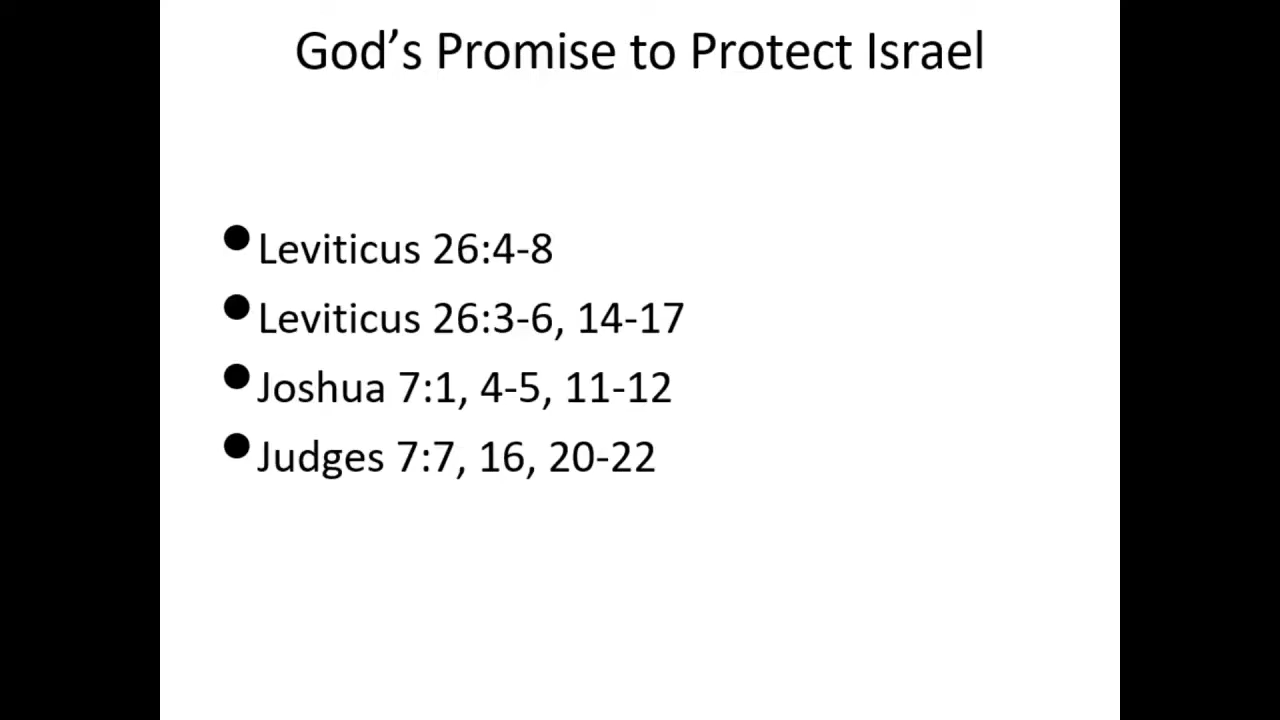 God’s Promise to Protect Israel
• Leviticus 26:4-8
• Leviticus 26:3-6, 14-17
• Joshua 7:1, 4-5, 11-12
• Judges 7:7, 16, 20-22